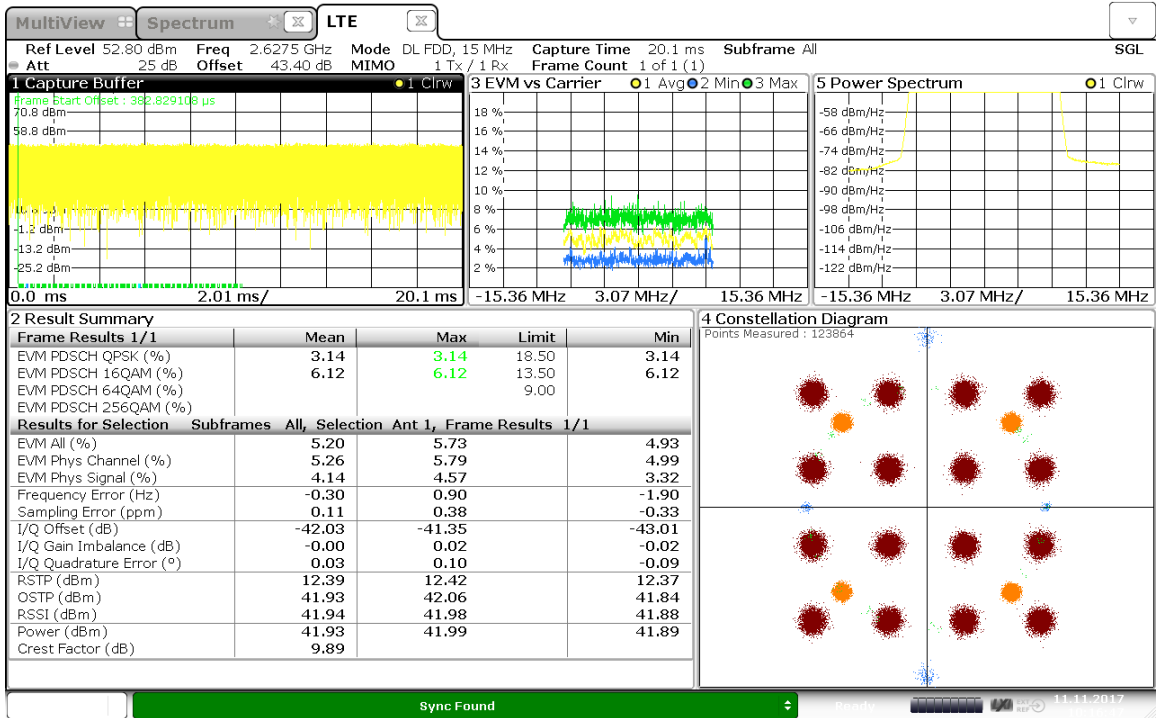 MultiView Spectrum LTE
Ref Level 52.80 dBm Freq 2.6275 GHz Mode DL FDD, 15 MHz Capture Time 20.1 ms Subframe All SGL
Att 25 dB Offset 43.40 dB MIMO 1 Tx / 1 Rx Frame Count 1 of 1 (1)
1 Capture Buffer 1 Clrw
Frame Start Offset : 382.829108 µs
70.8 dBm
58.8 dBm
-1.2 dBm
-13.2 dBm
-25.2 dBm
0.0 ms 2.01 ms/ 20.1 ms
3 EVM vs Carrier 1 Avg 2 Min 3 Max
18 %
16 %
14 %
12 %
10 %
8 %
6 %
4 %
2 %
-15.36 MHz 3.07 MHz/ 15.36 MHz
5 Power Spectrum 1 Clrw
-58 dBm/Hz
-66 dBm/Hz
-74 dBm/Hz
-82 dBm/Hz
-90 dBm/Hz
-98 dBm/Hz
-106 dBm/Hz
-114 dBm/Hz
-122 dBm/Hz
-15.36 MHz 3.07 MHz/ 15.36 MHz
2 Result Summary
Frame Results 1/1 Mean Max Limit Min
EVM PDSCH QPSK (%) 3.14 3.14 18.50 3.14
EVM PDSCH 16QAM (%) 6.12 6.12 13.50 6.12
EVM PDSCH 64QAM (%) 9.00
EVM PDSCH 256QAM (%)
Results for Selection Subframes All, Selection Ant 1, Frame Results 1/1
EVM All (%) 5.20 5.73 4.93
EVM Phys Channel (%) 5.26 5.79 4.99
EVM Phys Signal (%) 4.14 4.57 3.32
Frequency Error (Hz) -0.30 0.90 -1.90
Sampling Error (ppm) 0.11 0.38 -0.33
I/Q Offset (dB) -42.03 -41.35 -43.01
I/Q Gain Imbalance (dB) -0.00 0.02 -0.02
I/Q Quadrature Error (°) 0.03 0.10 -0.09
RSTP (dBm) 12.39 12.42 12.37
OSTP (dBm) 41.93 42.06 41.84
RSSI (dBm) 41.94 41.98 41.88
Power (dBm) 41.93 41.99 41.89
Crest Factor (dB) 9.89
4 Constellation Diagram
Points Measured : 123864
Sync Found
Ready
LXI
REF
11.11.2017